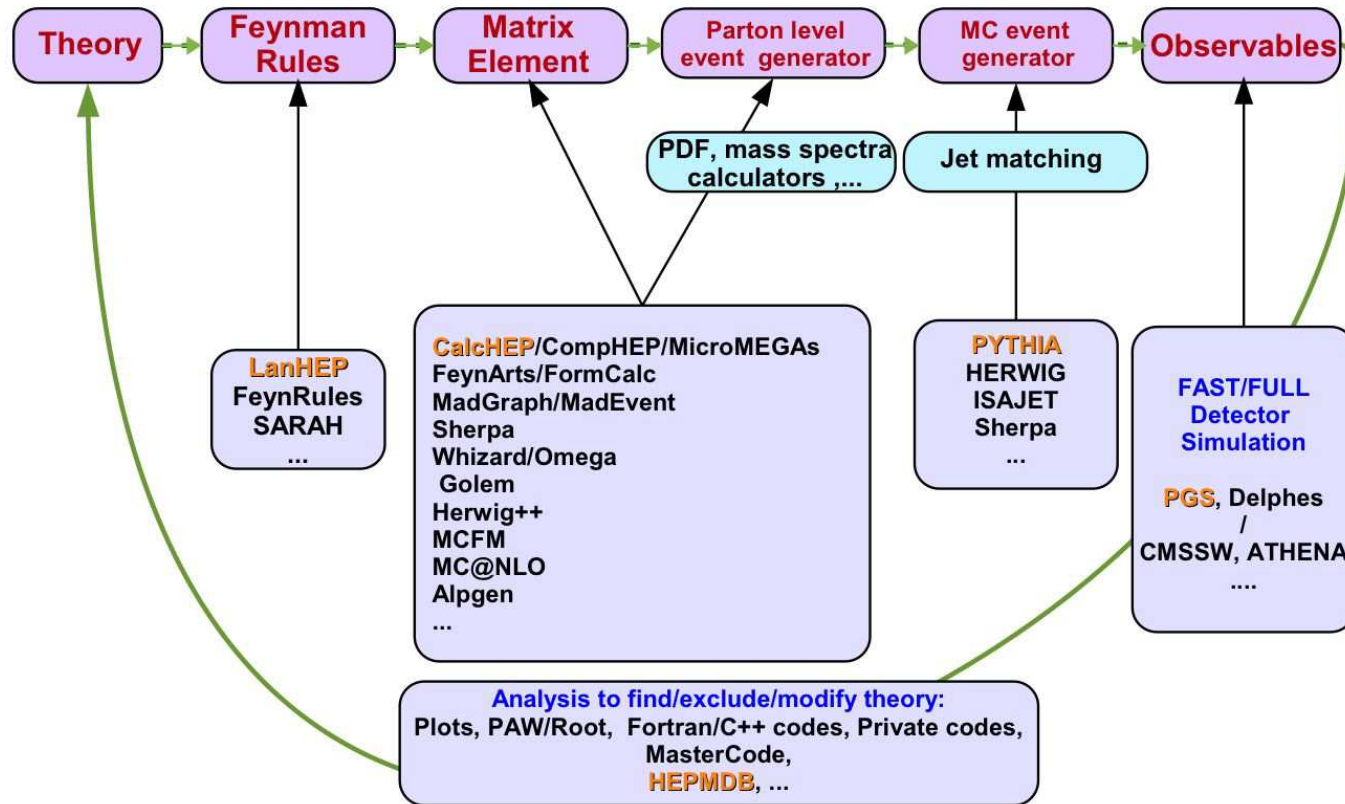 Theory
Feynman
Rules
Matrix
Element
Parton level
event generator
MC event
generator
Observables
PDF, mass spectra
calculators ,...
Jet matching
LanHEP
FeynRules
SARAH
...
CalcHEP/CompHEP/MicroMEGAs
FeynArts/FormCalc
MadGraph/MadEvent
Sherpa
Whizard/Omega
Golem
Herwig++
MCFM
MC@NLO
Alpgen
...
PYTHIA
HERWIG
ISAJET
Sherpa
...
FAST/FULL
Detector
Simulation
PGS, Delphes
/
CMSSW, ATHENA
....
Analysis to find/exclude/modify theory:
Plots, PAW/Root, Fortran/C++ codes, Private codes,
MasterCode,
HEPMDB, ...